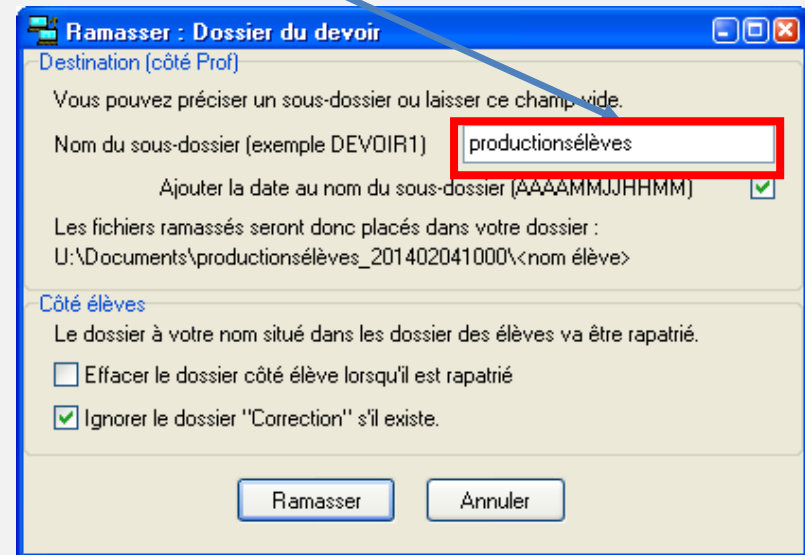 Ramasser : Dossier du devoir
Destination (côté Prof)
Vous pouvez préciser un sous-dossier ou laisser ce champ vide.
Nom du sous-dossier (exemple DEVOIR1) productionsélèves
Ajouter la date au nom du sous-dossier (AAAAMMJJHHMM)
Les fichiers ramassés seront donc placés dans votre dossier :
U:\Documents\productionsélèves_201402041000\<nom élève>
Côté élèves
Le dossier à votre nom situé dans les dossier des élèves va être rapatrié.
Effacer le dossier côté élève lorsqu'il est rapatrié
Ignorer le dossier "Correction" s'il existe.
Ramasser Annuler